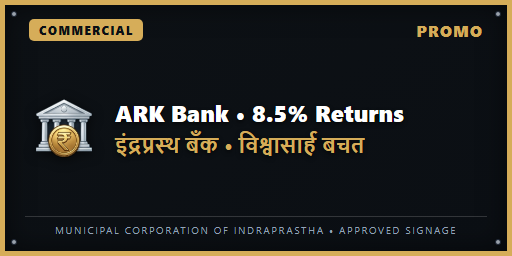 COMMERCIAL
PROMO
ARK Bank • 8.5% Returns
इंद्रप्रस्थ बँक • विश्वासार्ह बचत
MUNICIPAL CORPORATION OF INDRAPRASTHA • APPROVED SIGNAGE